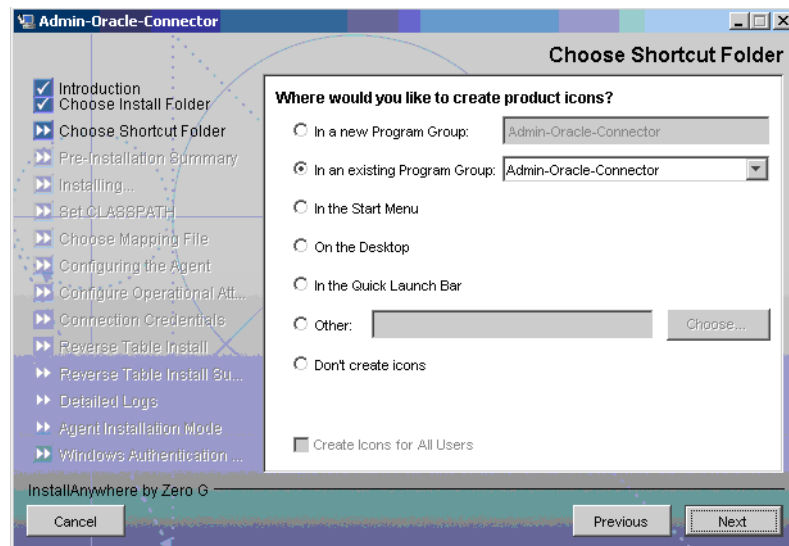 Admin-Oracle-Connector
Choose Shortcut Folder
Introduction
Choose Install Folder
Choose Shortcut Folder
Pre-Installation Summary
Installing...
Set CLASSPATH
Choose Mapping File
Configuring the Agent
Configure Operational Att...
Connection Credentials
Reverse Table Install
Reverse Table Install Su...
Detailed Logs
Agent Installation Mode
Windows Authentication ...
Where would you like to create product icons?
In a new Program Group: Admin-Oracle-Connector
In an existing Program Group: Admin-Oracle-Connector
In the Start Menu
On the Desktop
In the Quick Launch Bar
Other: Choose...
Don't create icons
Create Icons for All Users
InstallAnywhere by Zero G
Cancel Previous Next